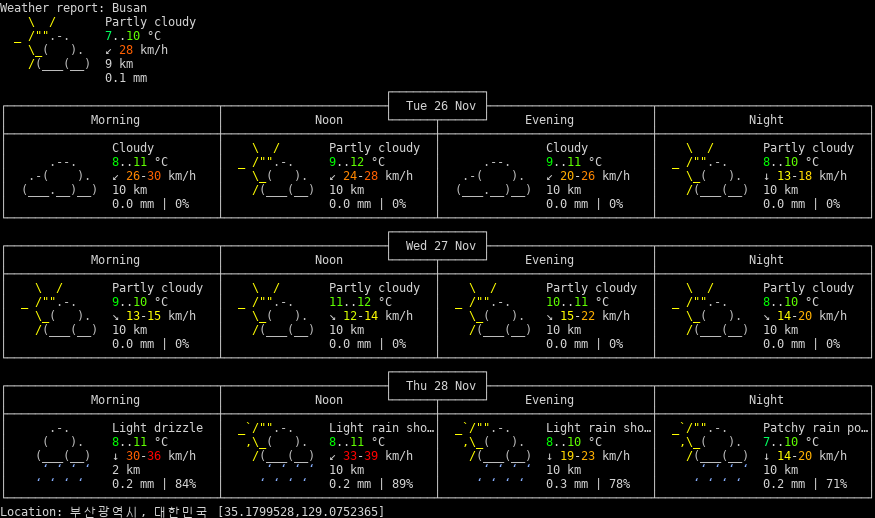 Weather report: Busan
Partly cloudy
7..10 °C
↙ 28 km/h
9 km
0.1 mm
Tue 26 Nov
Morning Noon Evening Night
Cloudy Partly cloudy Cloudy Partly cloudy
8..11 °C 9..12 °C 9..11 °C 8..10 °C
↙ 26-30 km/h ↙ 24-28 km/h ↙ 20-26 km/h ↓ 13-18 km/h
10 km 10 km 10 km 10 km
0.0 mm | 0% 0.0 mm | 0% 0.0 mm | 0% 0.0 mm | 0%
Wed 27 Nov
Morning Noon Evening Night
Partly cloudy Partly cloudy Partly cloudy Partly cloudy
9..10 °C 11..12 °C 10..11 °C 8..10 °C
↘ 13-15 km/h ↘ 12-14 km/h ↘ 15-22 km/h ↘ 14-20 km/h
10 km 10 km 10 km 10 km
0.0 mm | 0% 0.0 mm | 0% 0.0 mm | 0% 0.0 mm | 0%
Thu 28 Nov
Morning Noon Evening Night
Light drizzle Light rain sho… Light rain sho… Patchy rain po…
8..11 °C 8..11 °C 8..10 °C 7..10 °C
↓ 30-36 km/h ↙ 33-39 km/h ↓ 19-23 km/h ↓ 14-20 km/h
2 km 10 km 10 km 10 km
0.2 mm | 84% 0.2 mm | 89% 0.3 mm | 78% 0.2 mm | 71%
Location: 부산광역시, 대한민국 [35.1799528,129.0752365]